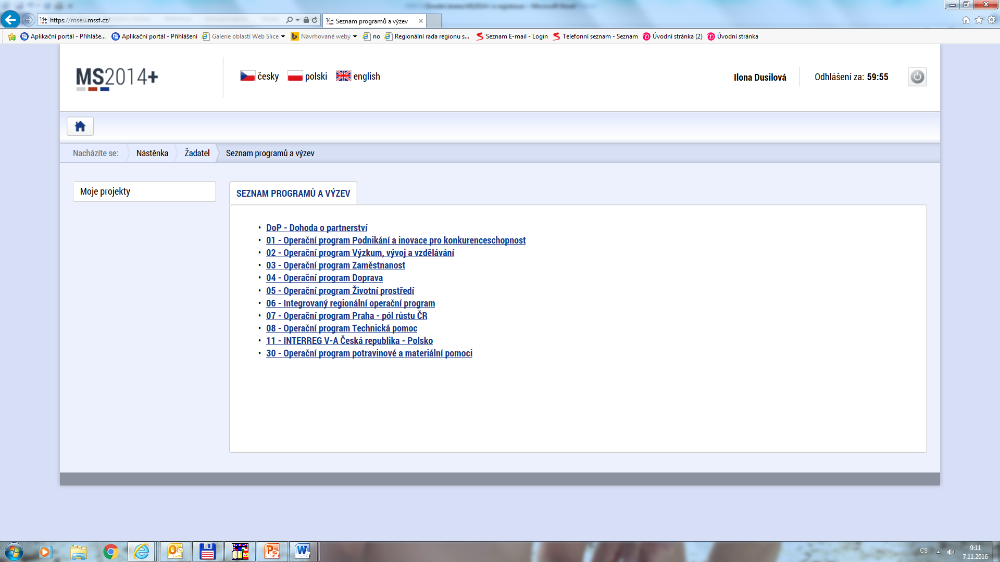 https://mseu.mssf.cz/
Seznam programů a výzev
Aplikační portál - Přihláše...
Aplikační portál - Přihlášení
Galerie oblastí Web Slice
Navrhované weby
no
Regionální rada regionu s...
Seznam E-mail - Login
Telefonní seznam - Seznam
Úvodní stránka (2)
Úvodní stránka
MS2014+
česky
polski
english
Ilona Dusilová
Odhlášení za: 59:55
Nacházíte se:
Nástěnka
Žadatel
Seznam programů a výzev
Moje projekty
SEZNAM PROGRAMŮ A VÝZEV
• DoP - Dohoda o partnerství
• 01 - Operační program Podnikání a inovace pro konkurenceschopnost
• 02 - Operační program Výzkum, vývoj a vzdělávání
• 03 - Operační program Zaměstnanost
• 04 - Operační program Doprava
• 05 - Operační program Životní prostředí
• 06 - Integrovaný regionální operační program
• 07 - Operační program Praha - pól růstu ČR
• 08 - Operační program Technická pomoc
• 11 - INTERREG V-A Česká republika - Polsko
• 30 - Operační program potravinové a materiální pomoci
CS
9:11
7.11.2016